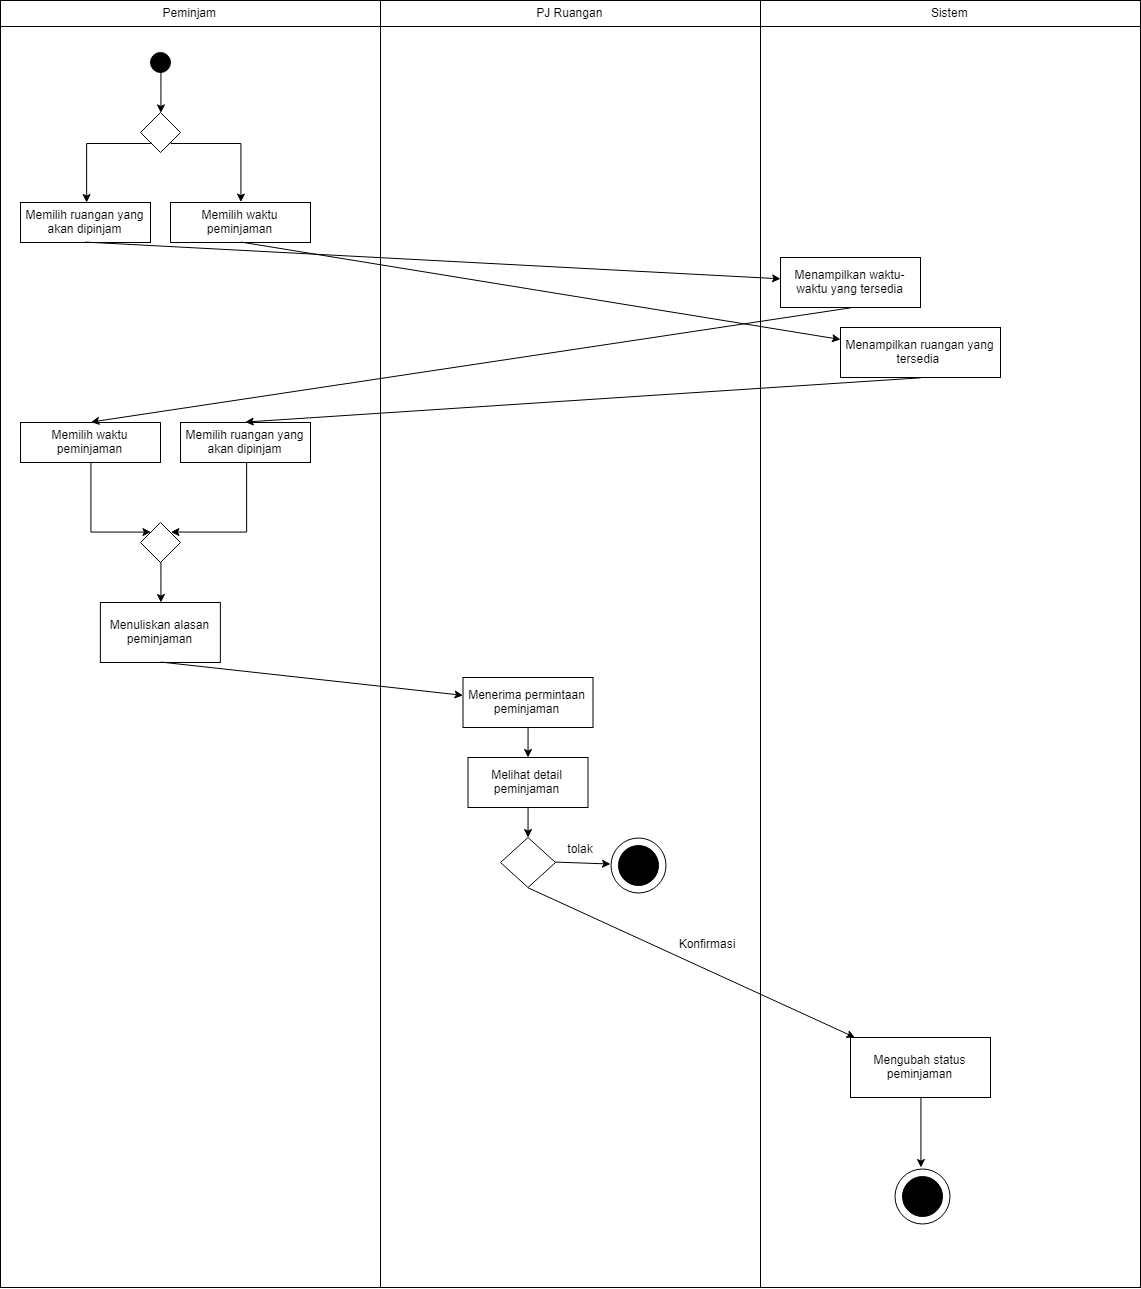 Peminjam
PJ Ruangan
Sistem
Memilih ruangan yang
akan dipinjam
Memilih waktu
peminjaman
Menampilkan waktu-
waktu yang tersedia
Menampilkan ruangan yang
tersedia
Memilih waktu
peminjaman
Memilih ruangan yang
akan dipinjam
Menuliskan alasan
peminjaman
Menerima permintaan
peminjaman
Melihat detail
peminjaman
tolak
Konfirmasi
Mengubah status
peminjaman